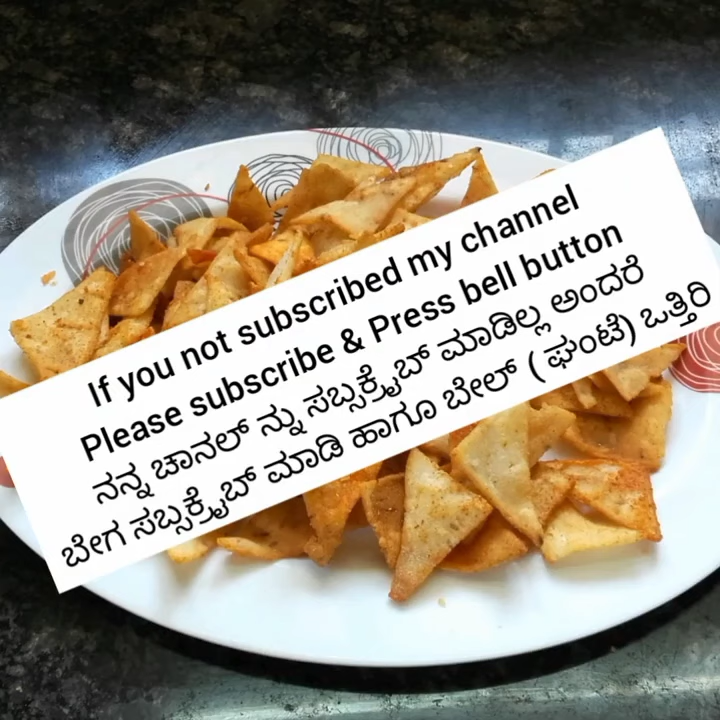 If you not subscribed my channel
Please subscribe & Press bell button
ನನ್ನ ಚಾನಲ್ ನ್ನು ಸಬ್ಸಕ್ರೈಬ್ ಮಾಡಿಲ್ಲ ಅಂದರೆ
ಬೇಗ ಸಬ್ಸಕ್ರೈಬ್ ಮಾಡಿ ಹಾಗೂ ಬೇಲ್ (ಘಂಟೆ) ಒತ್ತಿರಿ